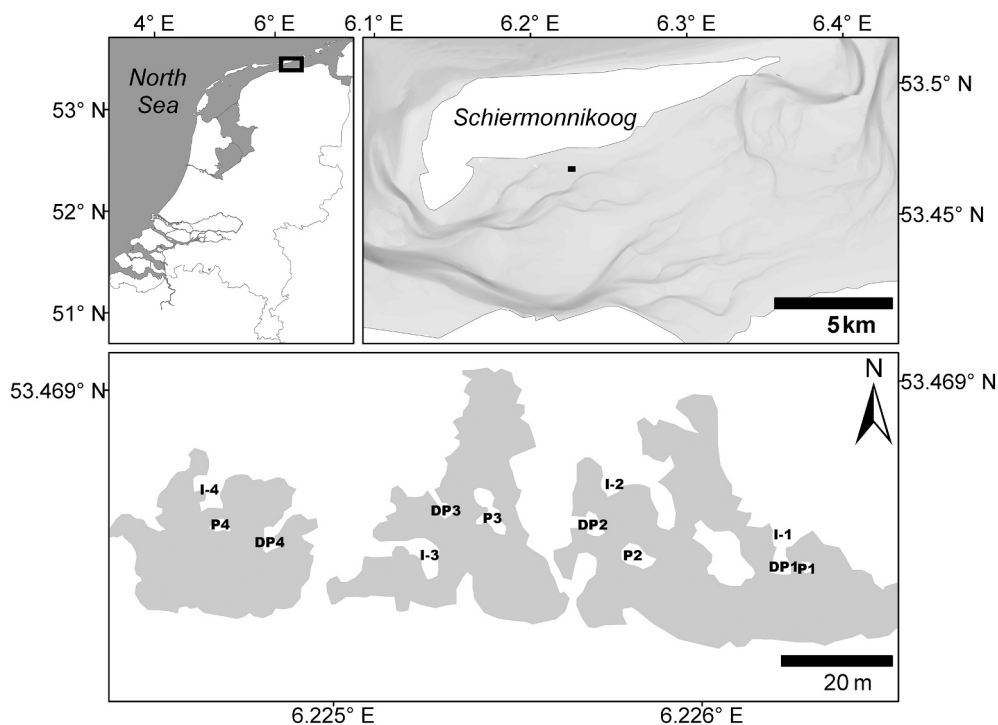 4° E 6° E 6.1° E 6.2° E 6.3° E 6.4° E
North
Sea
53° N
52° N
51° N
Schiermonnikoog
53.5° N
53.45° N
5km
53.469° N
53.469° N
N
I-4
P4
DP4
DP3
P3
I-3
I-2
DP2
P2
I-1
DP1
P1
20 m
6.225° E 6.226° E